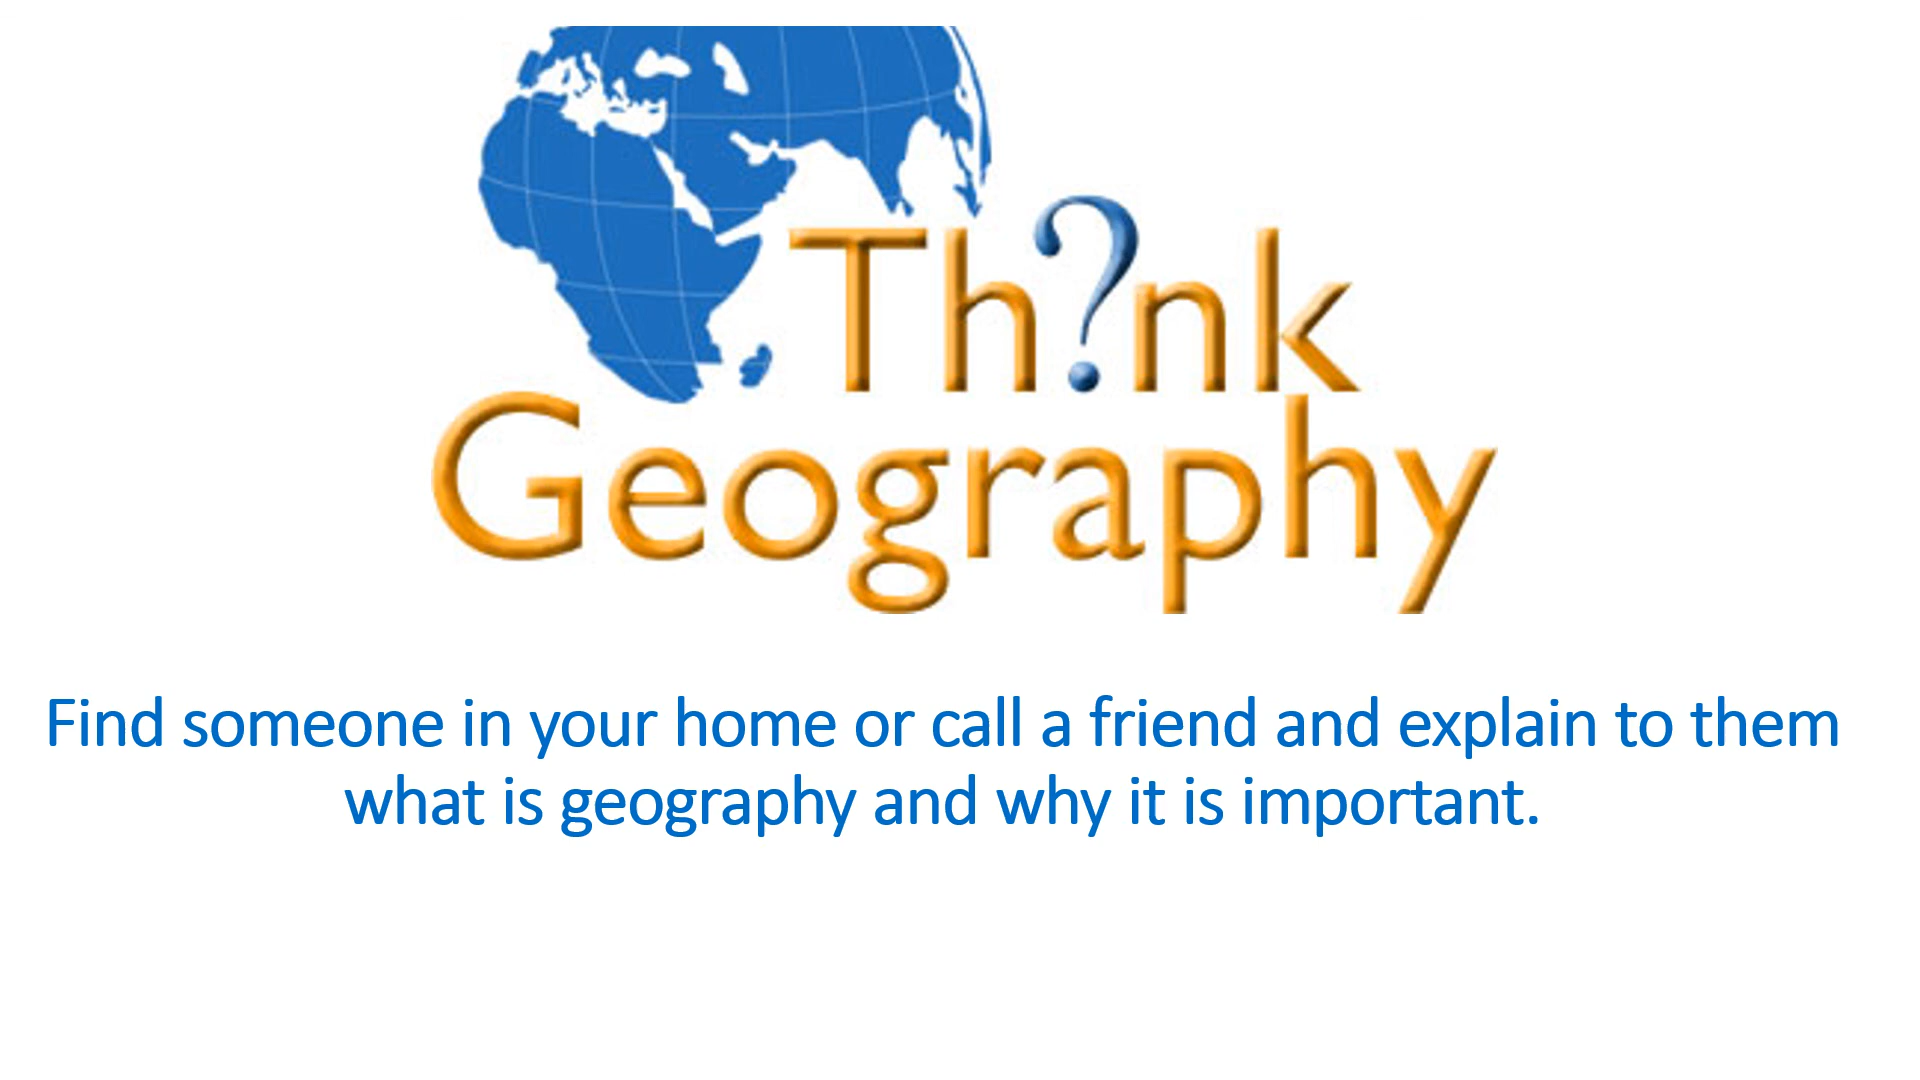 Th?nk
Geography
Find someone in your home or call a friend and explain to them
what is geography and why it is important.